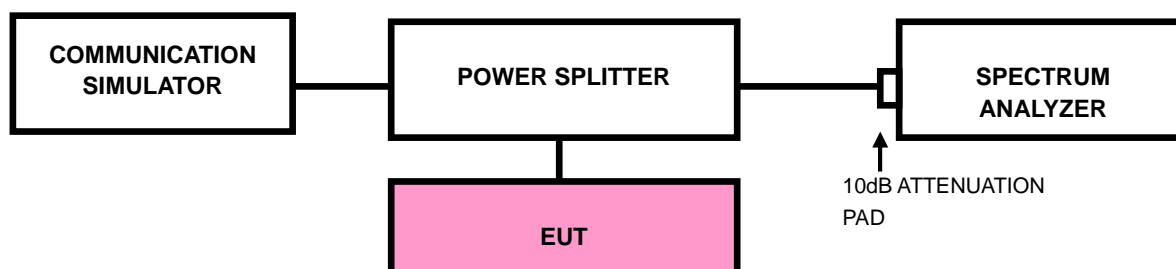 COMMUNICATION
SIMULATOR
POWER SPLITTER
SPECTRUM
ANALYZER
10dB ATTENUATION
PAD
EUT